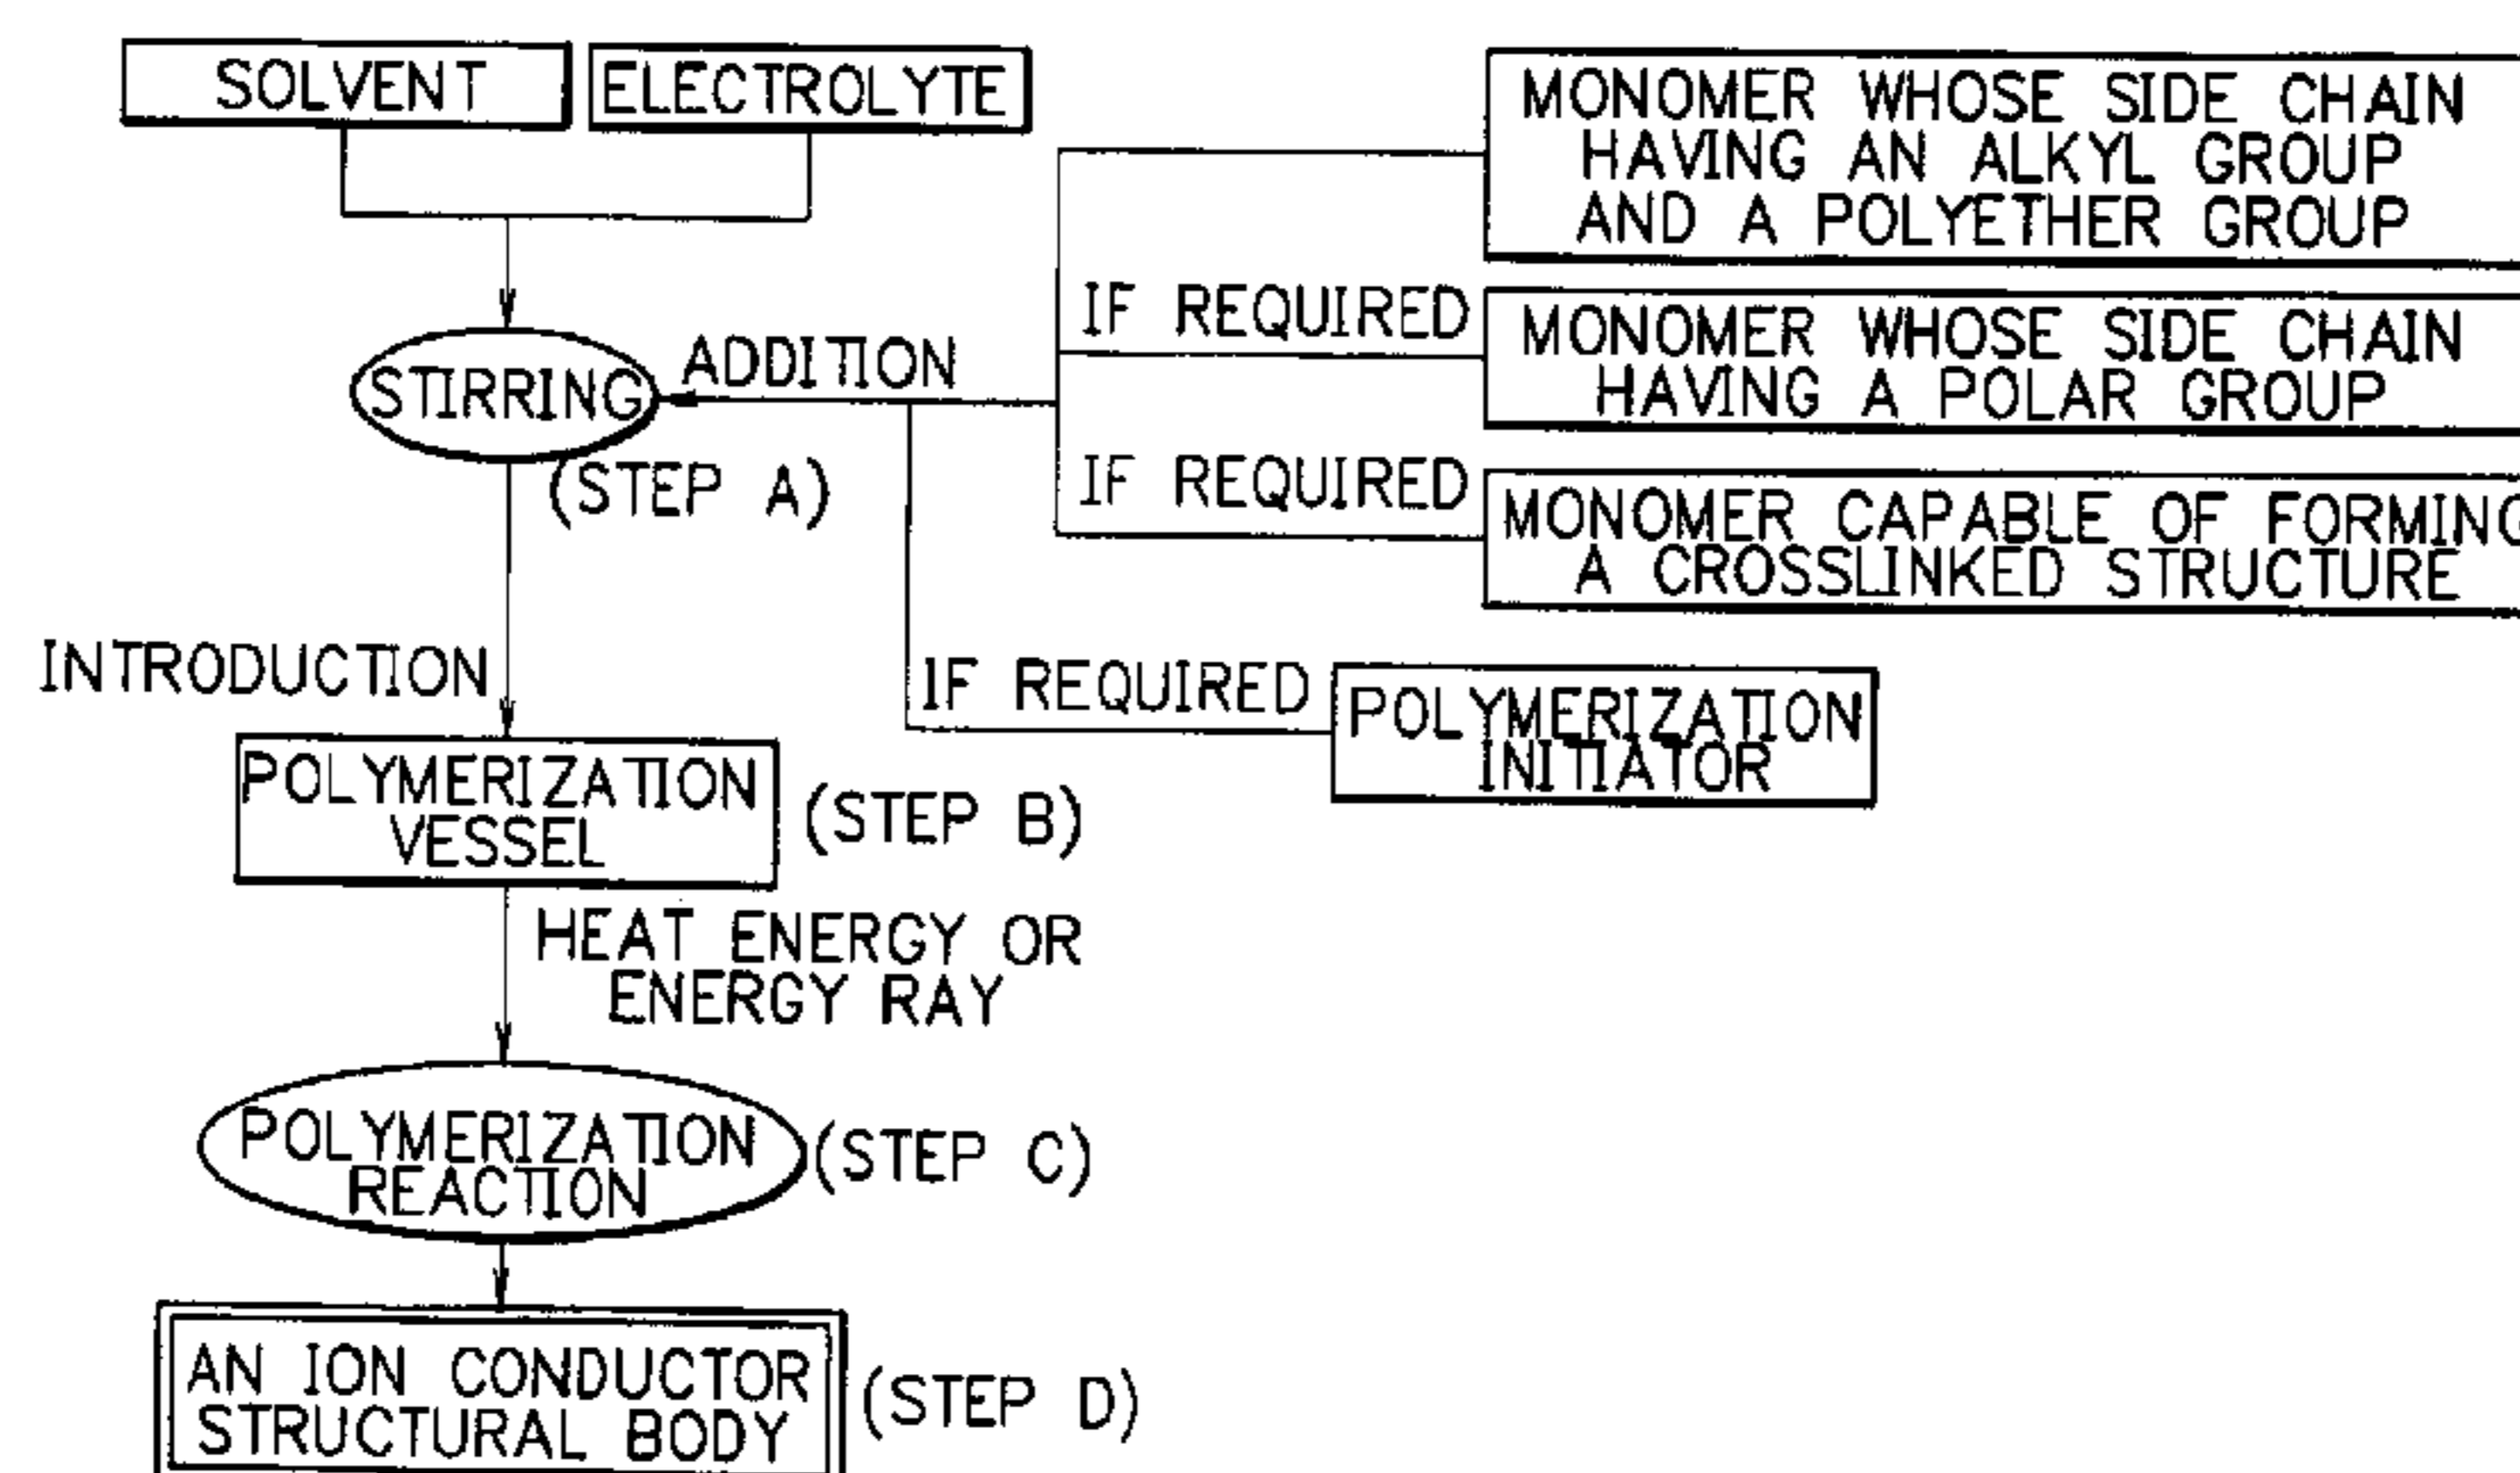 SOLVENT
ELECTROLYTE
MONOMER WHOSE SIDE CHAIN
HAVING AN ALKYL GROUP
AND A POLYETHER GROUP
IF REQUIRED
MONOMER WHOSE SIDE CHAIN
HAVING A POLAR GROUP
ADDITION
STIRRING
(STEP A)
IF REQUIRED
MONOMER CAPABLE OF FORMING
A CROSSLINKED STRUCTURE
INTRODUCTION
IF REQUIRED
POLYMERIZATION
INITIATOR
POLYMERIZATION
VESSEL
(STEP B)
HEAT ENERGY OR
ENERGY RAY
POLYMERIZATION
REACTION
(STEP C)
AN ION CONDUCTOR
STRUCTURAL BODY
(STEP D)